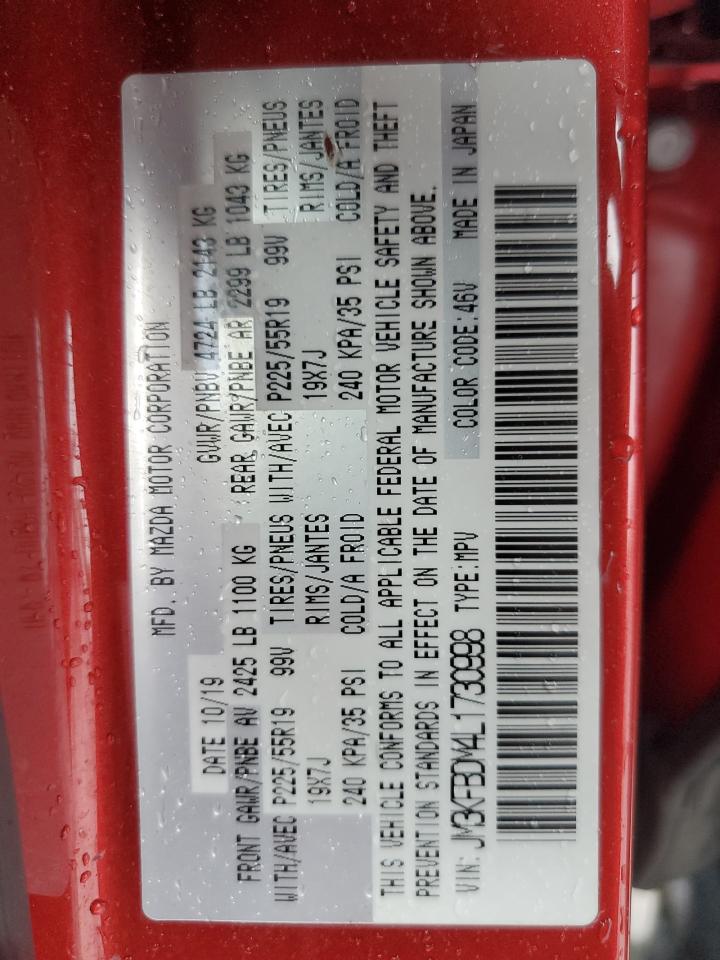 MFD. BY MAZDA MOTOR CORPORATION
DATE 10/19 GVWR/PNBV 4724 LB 2143 KG
FRONT GAWR/PNBE AV 2425 LB 1100 KG REAR GAWR/PNBE AR 2299 LB 1043 KG
WITH/AVEC P225/55R19 99V TIRES/PNEUS WITH/AVEC P225/55R19 99V TIRES/PNEUS
19X7J RIMS/JANTES 19X7J RIMS/JANTES
240 KPA/35 PSI COLD/A FROID 240 KPA/35 PSI COLD/A FROID
THIS VEHICLE CONFORMS TO ALL APPLICABLE FEDERAL MOTOR VEHICLE SAFETY AND THEFT
PREVENTION STANDARDS IN EFFECT ON THE DATE OF MANUFACTURE SHOWN ABOVE.
VIN: JM3KFBDM4L1730998 TYPE:MPV COLOR CODE:46V MADE IN JAPAN